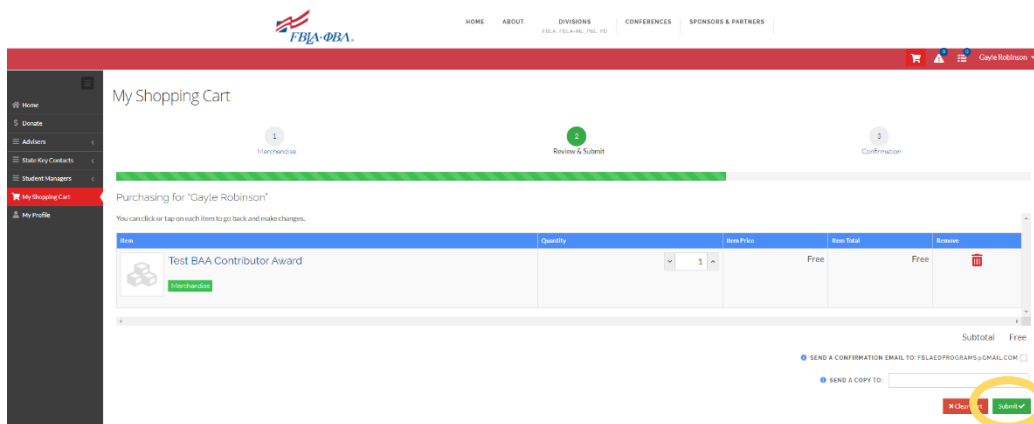 FBLA-ΦBA.
HOME ABOUT DIVISIONS CONFERENCES SPONSORS & PARTNERS
FBLA, FBLA-ML, PBL, PD
0 0 Gayle Robinson
My Shopping Cart
Home
$ Donate
Advisers
State Key Contacts
Student Managers
My Shopping Cart
My Profile
1 2 3
Merchandise Review & Submit Confirmation
Purchasing for "Gayle Robinson"
You can click or tap on each item to go back and make changes.
Item Quantity Item Price Item Total Remove
Test BAA Contributor Award 1 Free Free
Merchandise
Subtotal Free
SEND A CONFIRMATION EMAIL TO: FBLAEDPROGRAMS@GMAIL.COM
SEND A COPY TO:
Submit